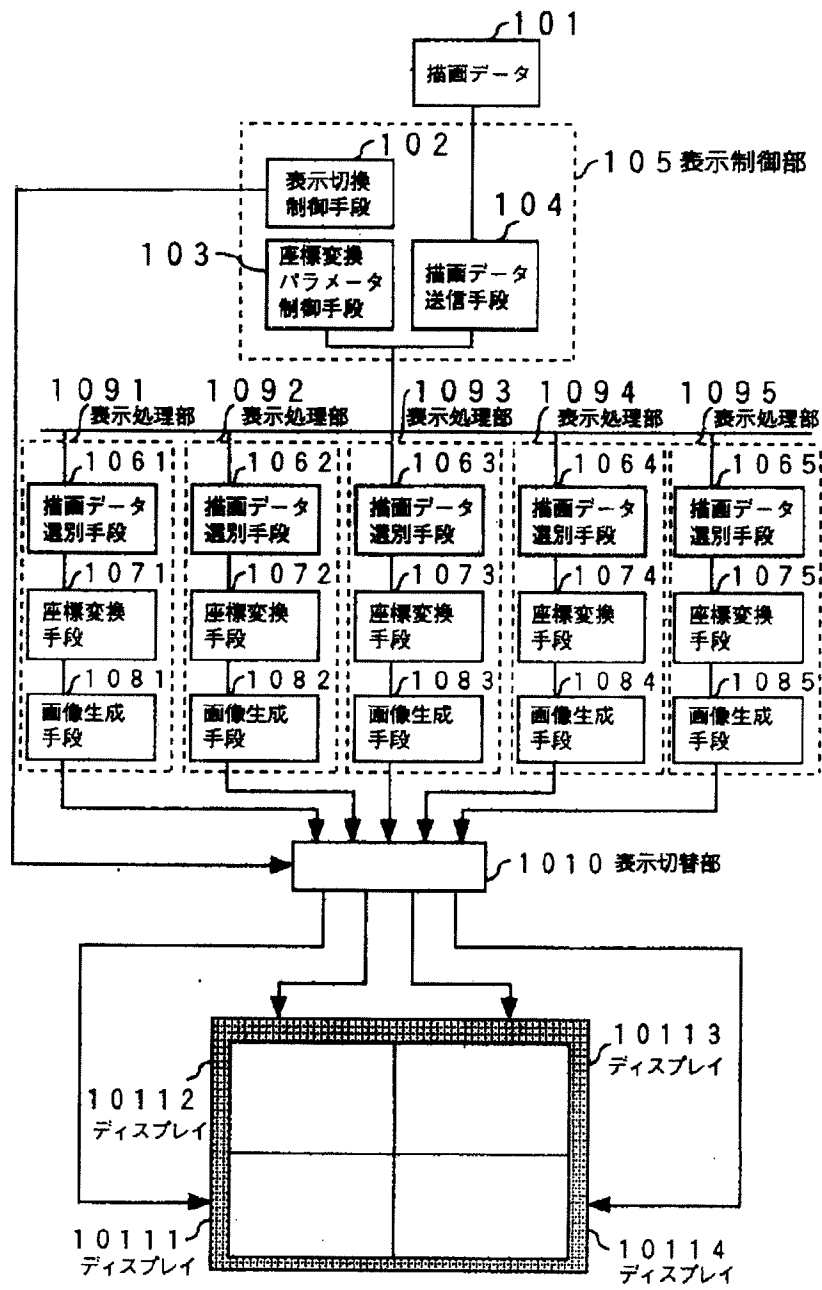 101
描画データ
102
表示切換
制御手段
105 表示制御部
104
103
座標変換
パラメータ
制御手段
描画データ
送信手段
1091
表示処理部
1092
表示処理部
1093
表示処理部
1094
表示処理部
1095
表示処理部
1061
1062
1063
1064
1065
描画データ
選別手段
描画データ
選別手段
描画データ
選別手段
描画データ
選別手段
描画データ
選別手段
1071
1072
1073
1074
1075
座標変換
手段
座標変換
手段
座標変換
手段
座標変換
手段
座標変換
手段
1081
1082
1083
1084
1085
画像生成
手段
画像生成
手段
画像生成
手段
画像生成
手段
画像生成
手段
1010 表示切替部
10113
ディスプレイ
10112
ディスプレイ
10111
ディスプレイ
10114
ディスプレイ